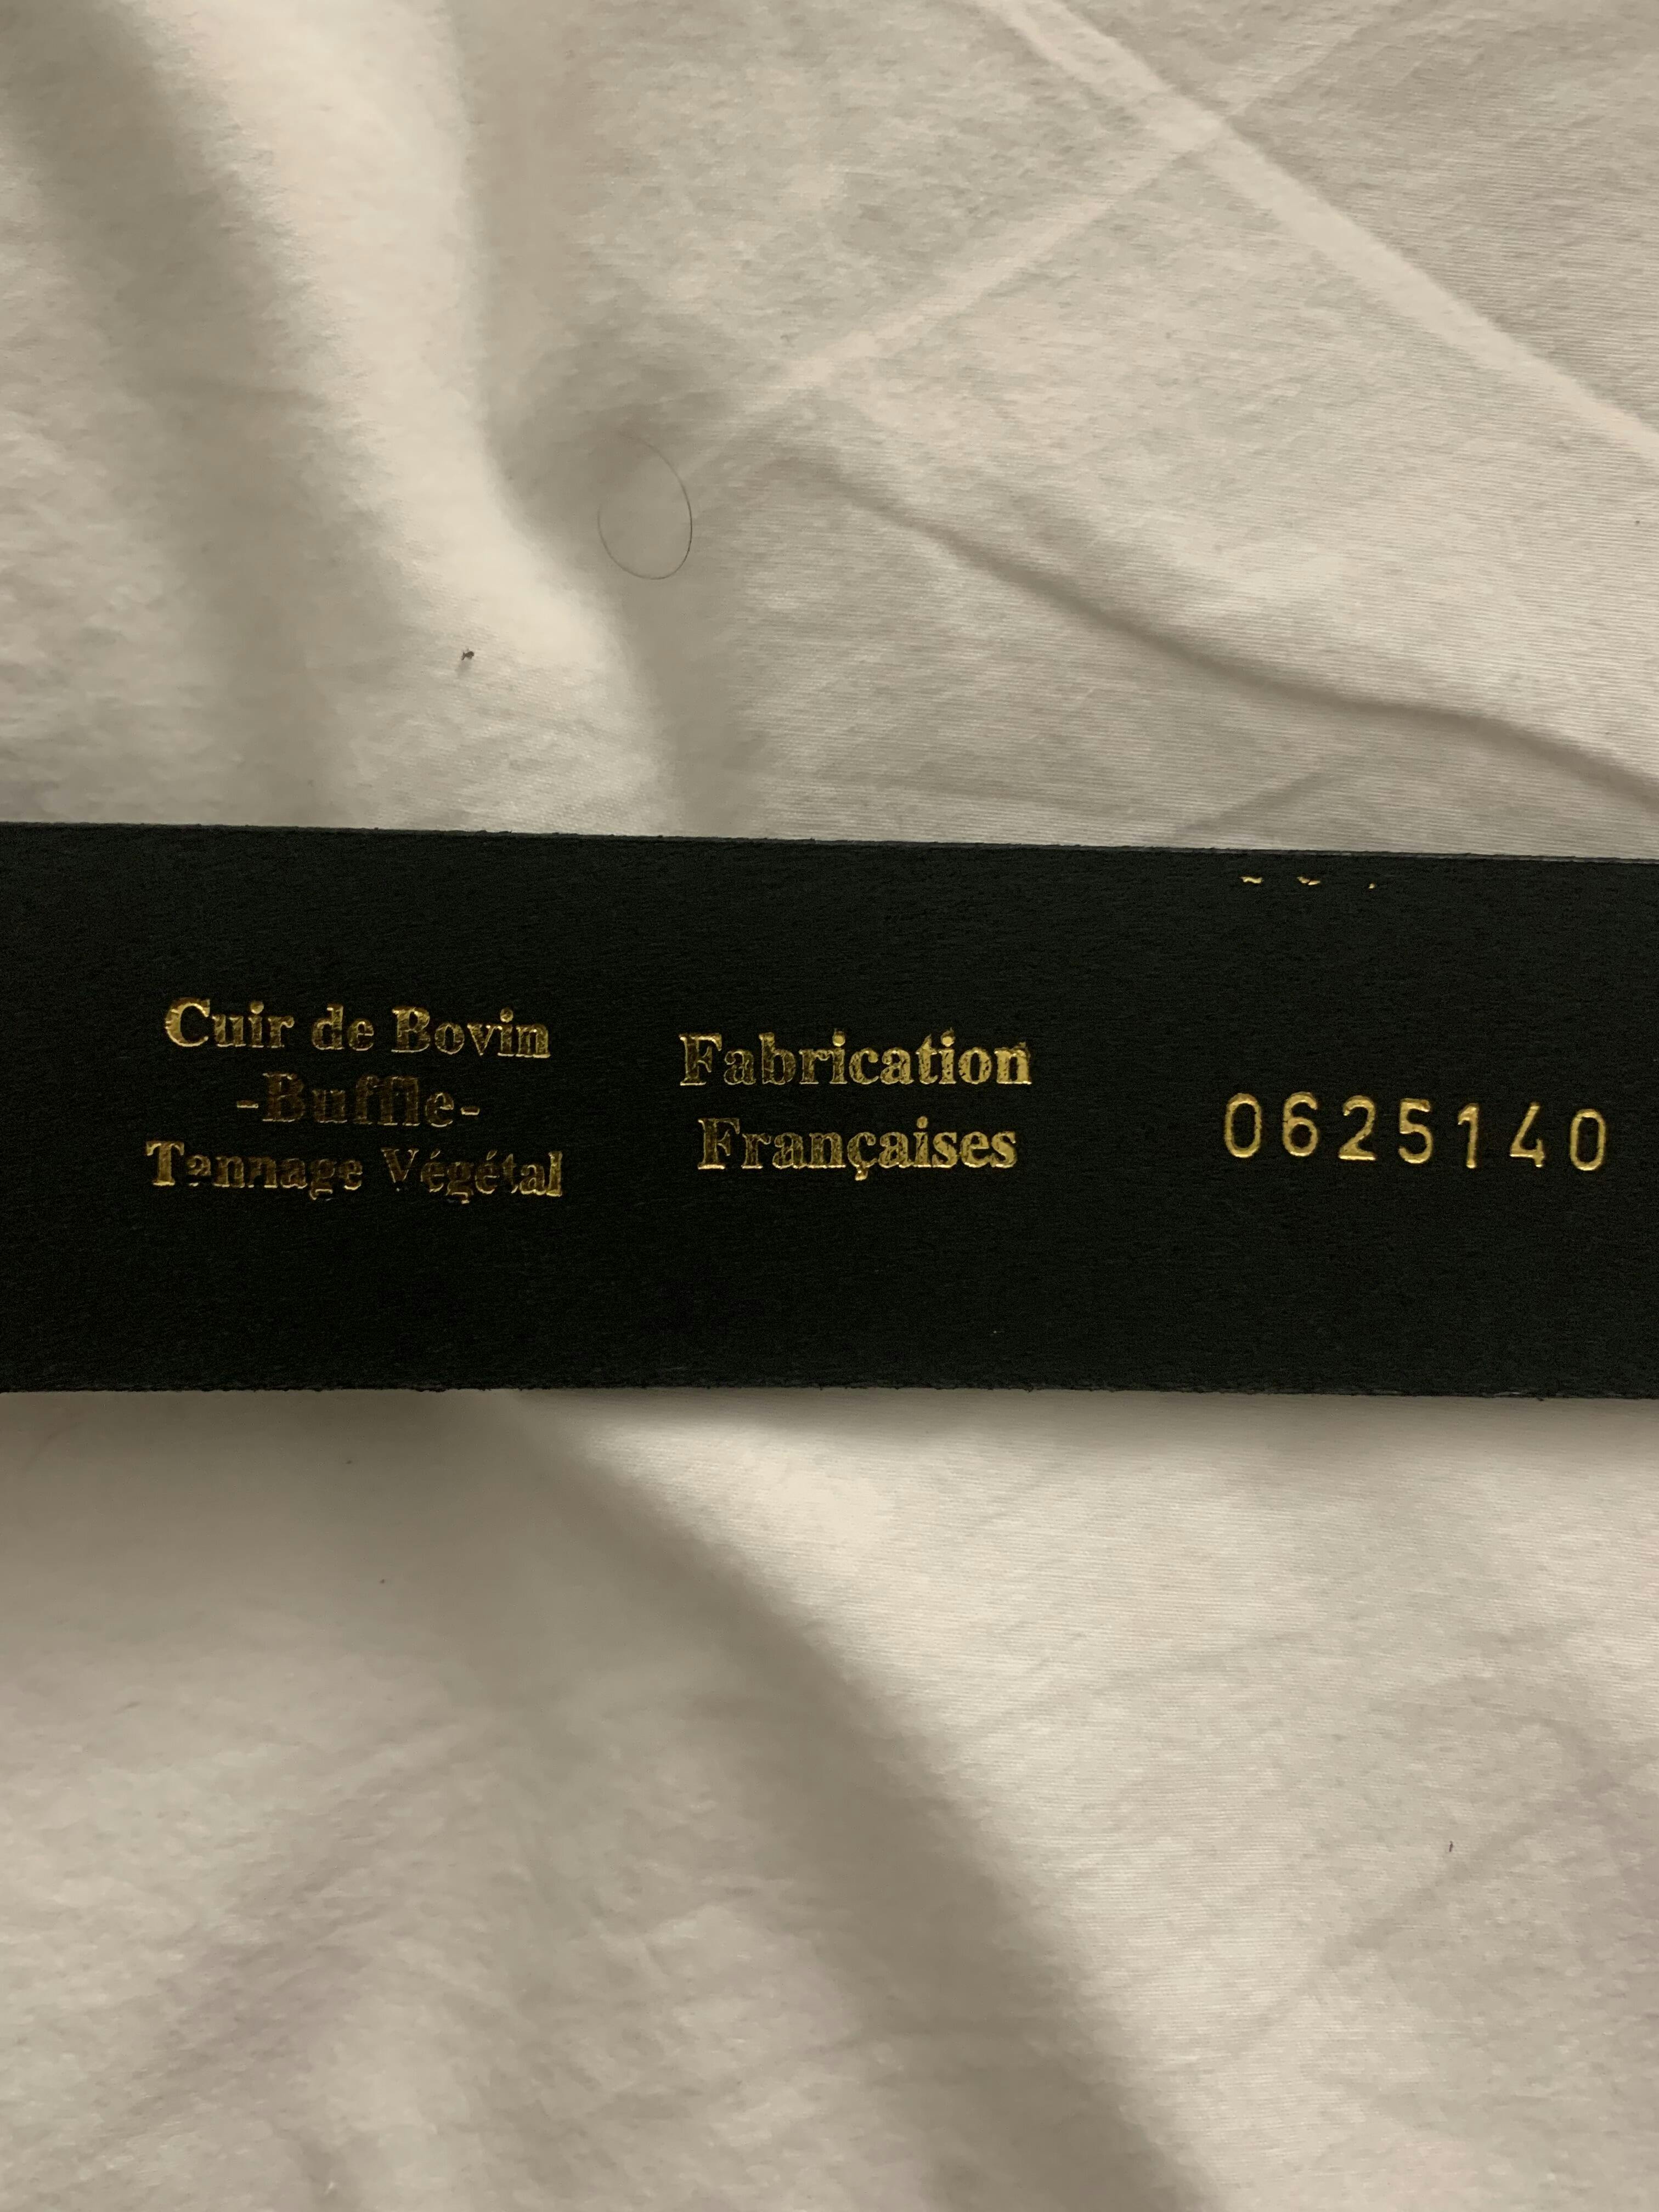 Cuir de Bovin
-Buffle-
Tannage Végétal
Fabrication
Françaises
0625140